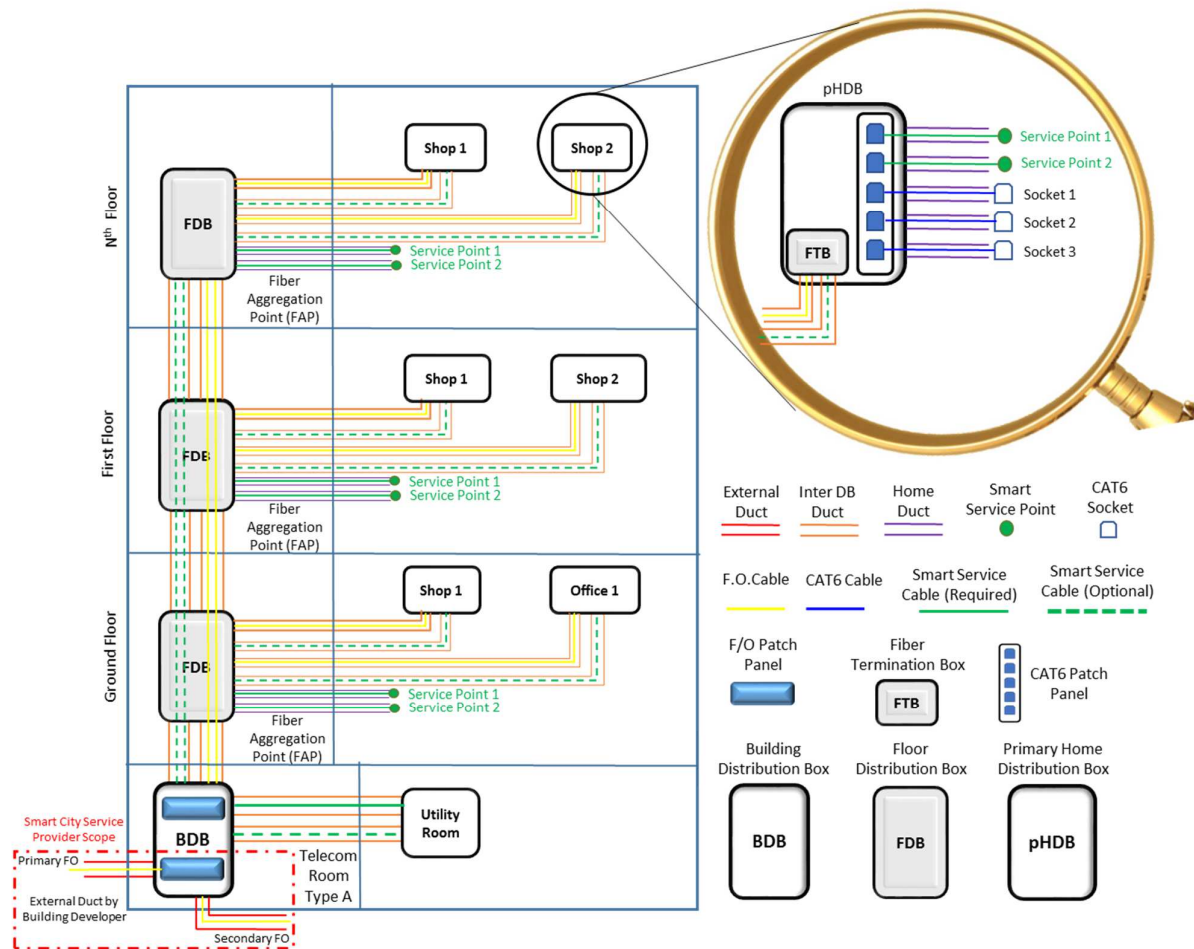 pHDB
Service Point 1
Service Point 2
Socket 1
Socket 2
Socket 3
FTB
Nth Floor
Shop 1
Shop 2
FDB
Service Point 1
Service Point 2
Fiber
Aggregation
Point (FAP)
First Floor
Shop 1
Shop 2
FDB
Service Point 1
Service Point 2
Fiber
Aggregation
Point (FAP)
Ground Floor
Shop 1
Office 1
FDB
Service Point 1
Service Point 2
Fiber
Aggregation
Point (FAP)
BDB
Utility
Room
Telecom
Room
Type A
Smart City Service
Provider Scope
Primary FO
External Duct by
Building Developer
Secondary FO
External
Duct
Inter DB
Duct
Home
Duct
Smart
Service Point
CAT6
Socket
F.O.Cable
CAT6 Cable
Smart Service
Cable (Required)
Smart Service
Cable (Optional)
F/O Patch
Panel
Fiber
Termination Box
FTB
CAT6 Patch
Panel
Building
Distribution Box
BDB
Floor
Distribution Box
FDB
Primary Home
Distribution Box
pHDB